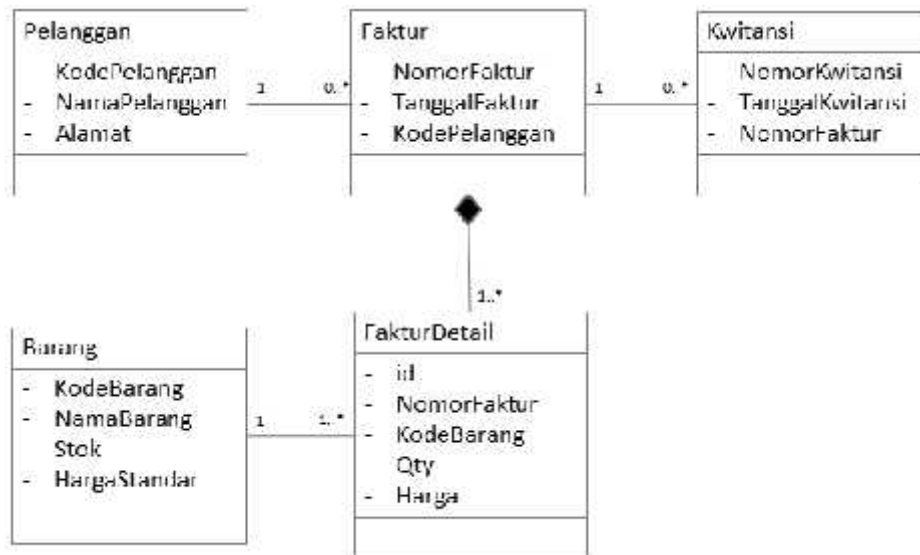 Pelanggan
KodePelanggan
- NamaPelanggan
- Alamat
1
0..*
Faktur
NomorFaktur
- TanggalFaktur
- KodePelanggan
1
0..*
Kwitansi
NomorKwitansi
- TanggalKwitansi
- NomorFaktur
1..*
Barang
- KodeBarang
- NamaBarang
Stok
- HargaStandar
1
1..*
FakturDetail
- id
- NomorFaktur
- KodeBarang
Qty
- Harga